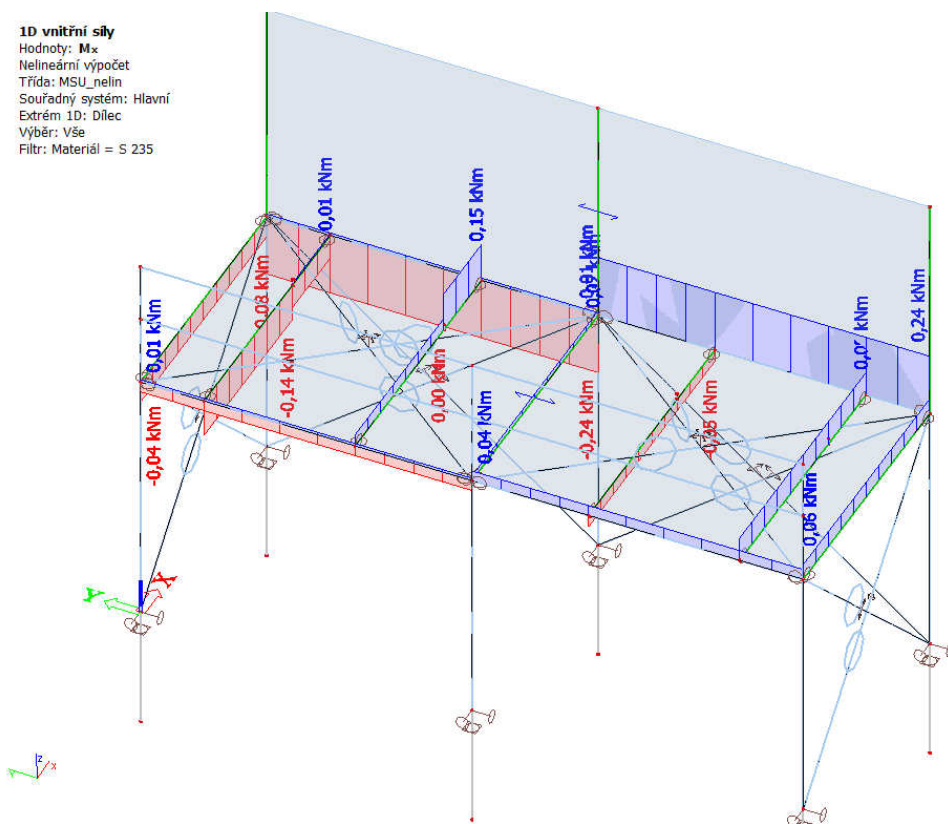 1D vnitřní síly
Hodnoty: Mx
Nelineární výpočet
Třída: MSU_nelin
Souřadný systém: Hlavní
Extrém 1D: Dílec
Výběr: Vše
Filtr: Materiál = S 235
0,01 kNm
0,15 kNm
0,24 kNm
0,01 kNm
-0,04 kNm
-0,14 kNm
0,00 kNm
0,04 kNm
-0,24 kNm
0,06 kNm
Y
X
z
x